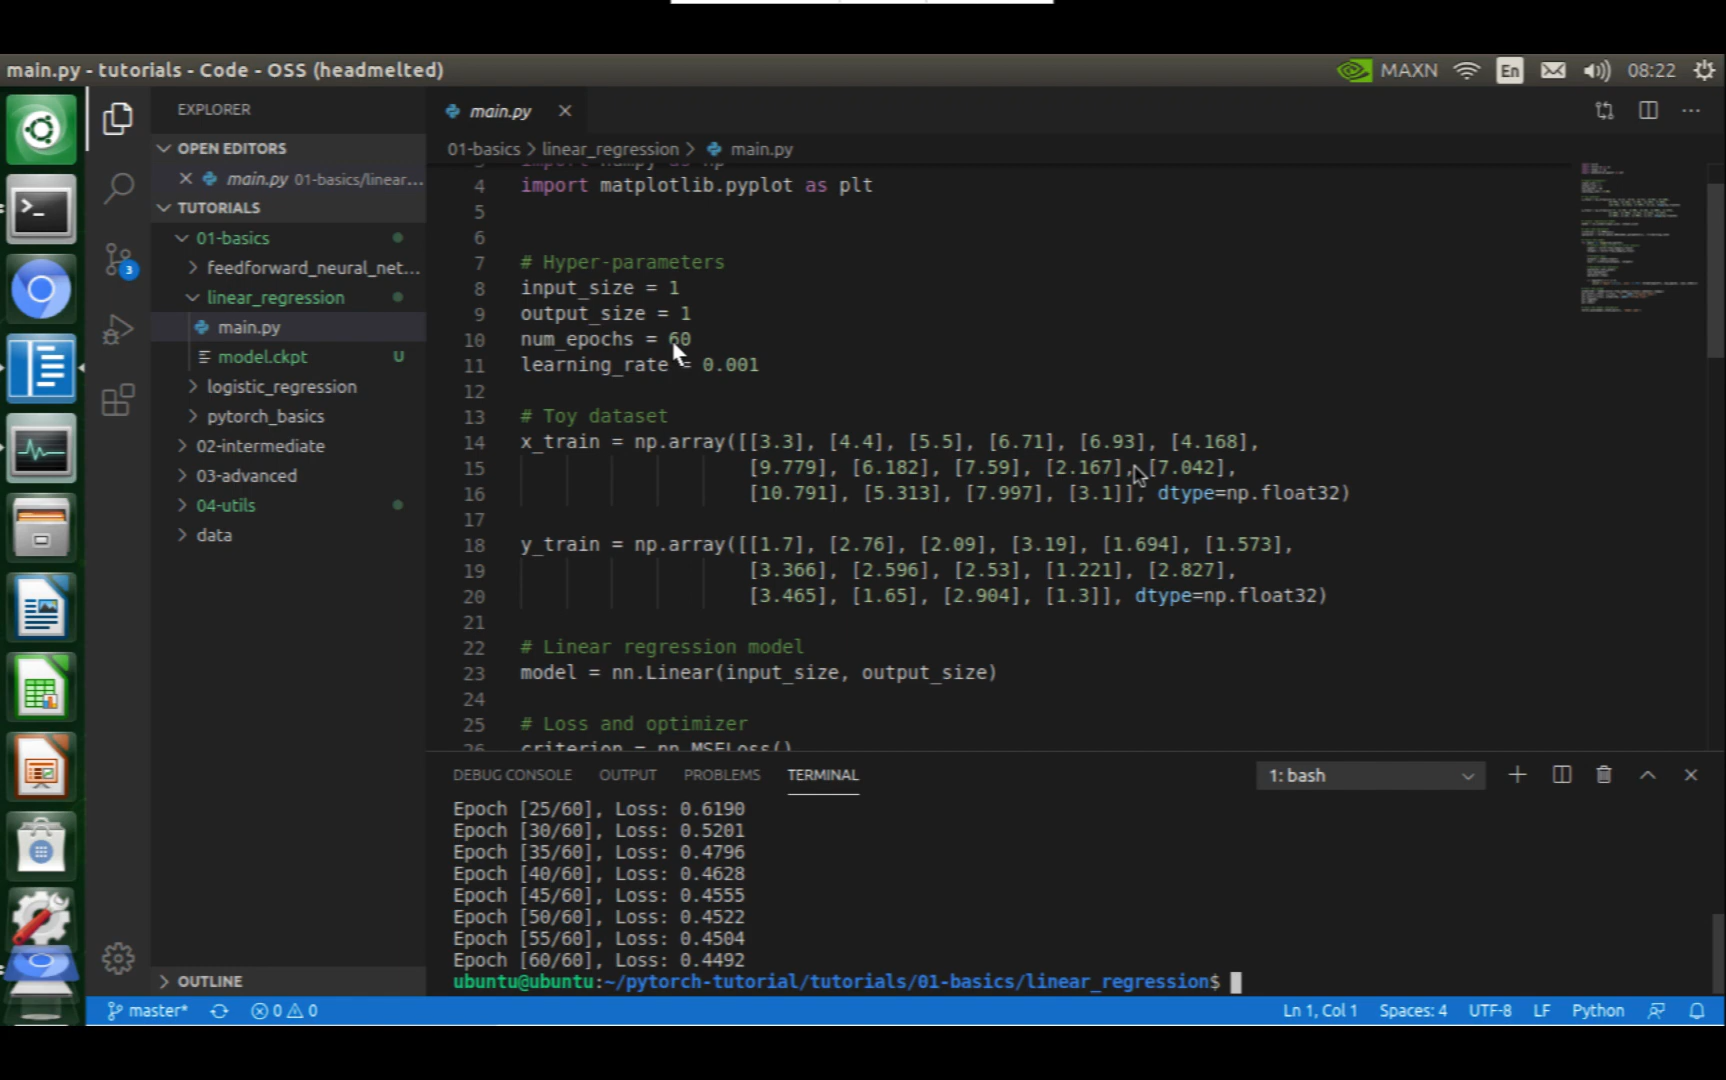 main.py - tutorials - Code - OSS (headmelted)
MAXN
En
08:22
EXPLORER
OPEN EDITORS
main.py 01-basics/linear...
TUTORIALS
01-basics
feedforward_neural_net...
linear_regression
main.py
model.ckpt U
logistic_regression
pytorch_basics
02-intermediate
03-advanced
04-utils
data
OUTLINE
3
main.py
01-basics > linear_regression > main.py
import numpy as np
4 import matplotlib.pyplot as plt
5
6
7 # Hyper-parameters
8 input_size = 1
9 output_size = 1
10 num_epochs = 60
11 learning_rate = 0.001
12
13 # Toy dataset
14 x_train = np.array([[3.3], [4.4], [5.5], [6.71], [6.93], [4.168],
15 [9.779], [6.182], [7.59], [2.167], [7.042],
16 [10.791], [5.313], [7.997], [3.1]], dtype=np.float32)
17
18 y_train = np.array([[1.7], [2.76], [2.09], [3.19], [1.694], [1.573],
19 [3.366], [2.596], [2.53], [1.221], [2.827],
20 [3.465], [1.65], [2.904], [1.3]], dtype=np.float32)
21
22 # Linear regression model
23 model = nn.Linear(input_size, output_size)
24
25 # Loss and optimizer
26 criterion = nn.MSELoss()
DEBUG CONSOLE OUTPUT PROBLEMS TERMINAL
1: bash
Epoch [25/60], Loss: 0.6190
Epoch [30/60], Loss: 0.5201
Epoch [35/60], Loss: 0.4796
Epoch [40/60], Loss: 0.4628
Epoch [45/60], Loss: 0.4555
Epoch [50/60], Loss: 0.4522
Epoch [55/60], Loss: 0.4504
Epoch [60/60], Loss: 0.4492
ubuntu@ubuntu:~/pytorch-tutorial/tutorials/01-basics/linear_regression$
master* 0 0
Ln 1, Col 1 Spaces: 4 UTF-8 LF Python